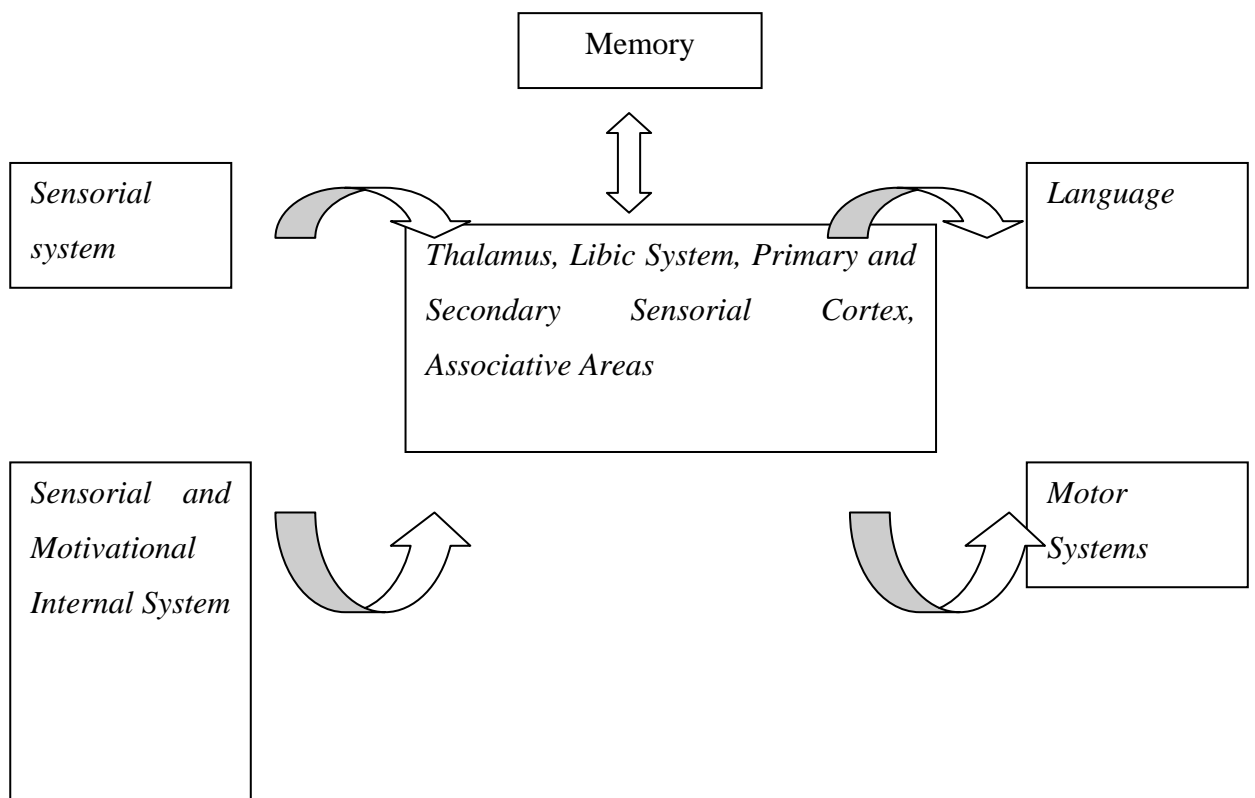 Memory
Sensorial
system
Thalamus, Libic System, Primary and
Secondary Sensorial Cortex,
Associative Areas
Language
Sensorial and
Motivational
Internal System
Motor
Systems